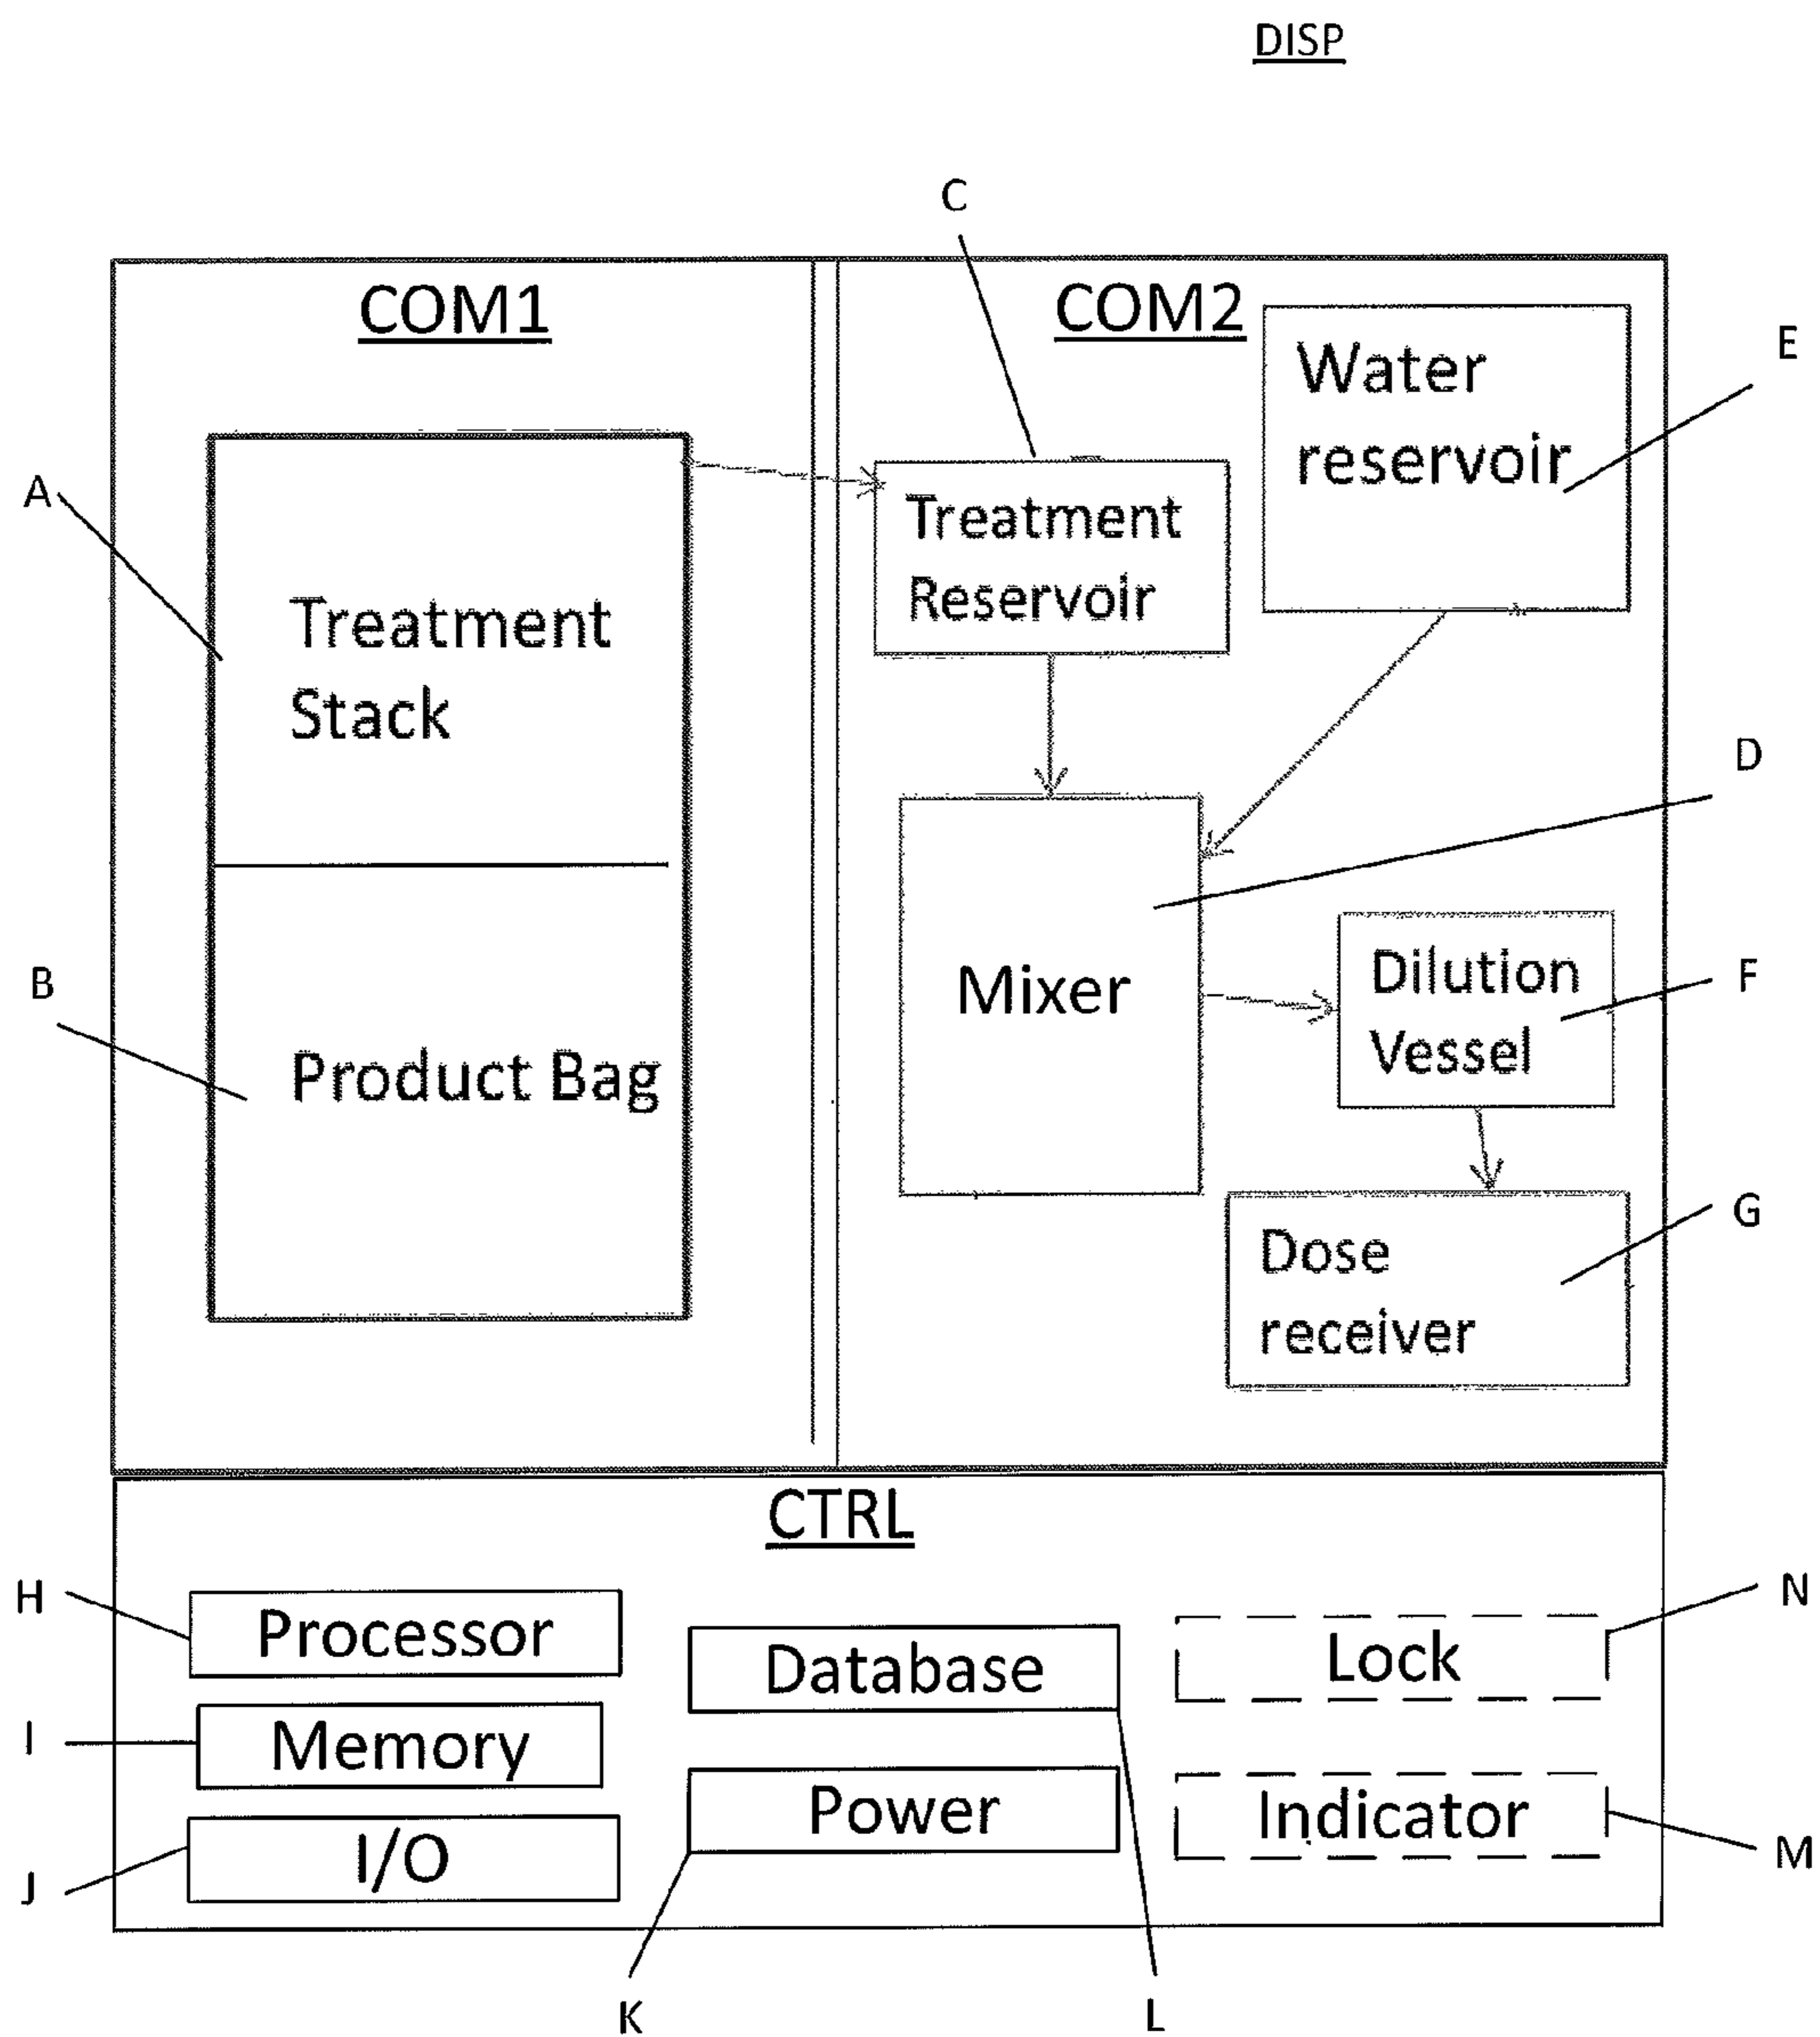 DISP
C
COM1
COM2
Water
reservoir
E
A
Treatment
Reservoir
Treatment
Stack
D
B
Product Bag
Mixer
Dilution
Vessel
F
G
Dose
receiver
CTRL
H
Processor
Database
Lock
N
I
Memory
Power
Indicator
M
J
I/O
K
L